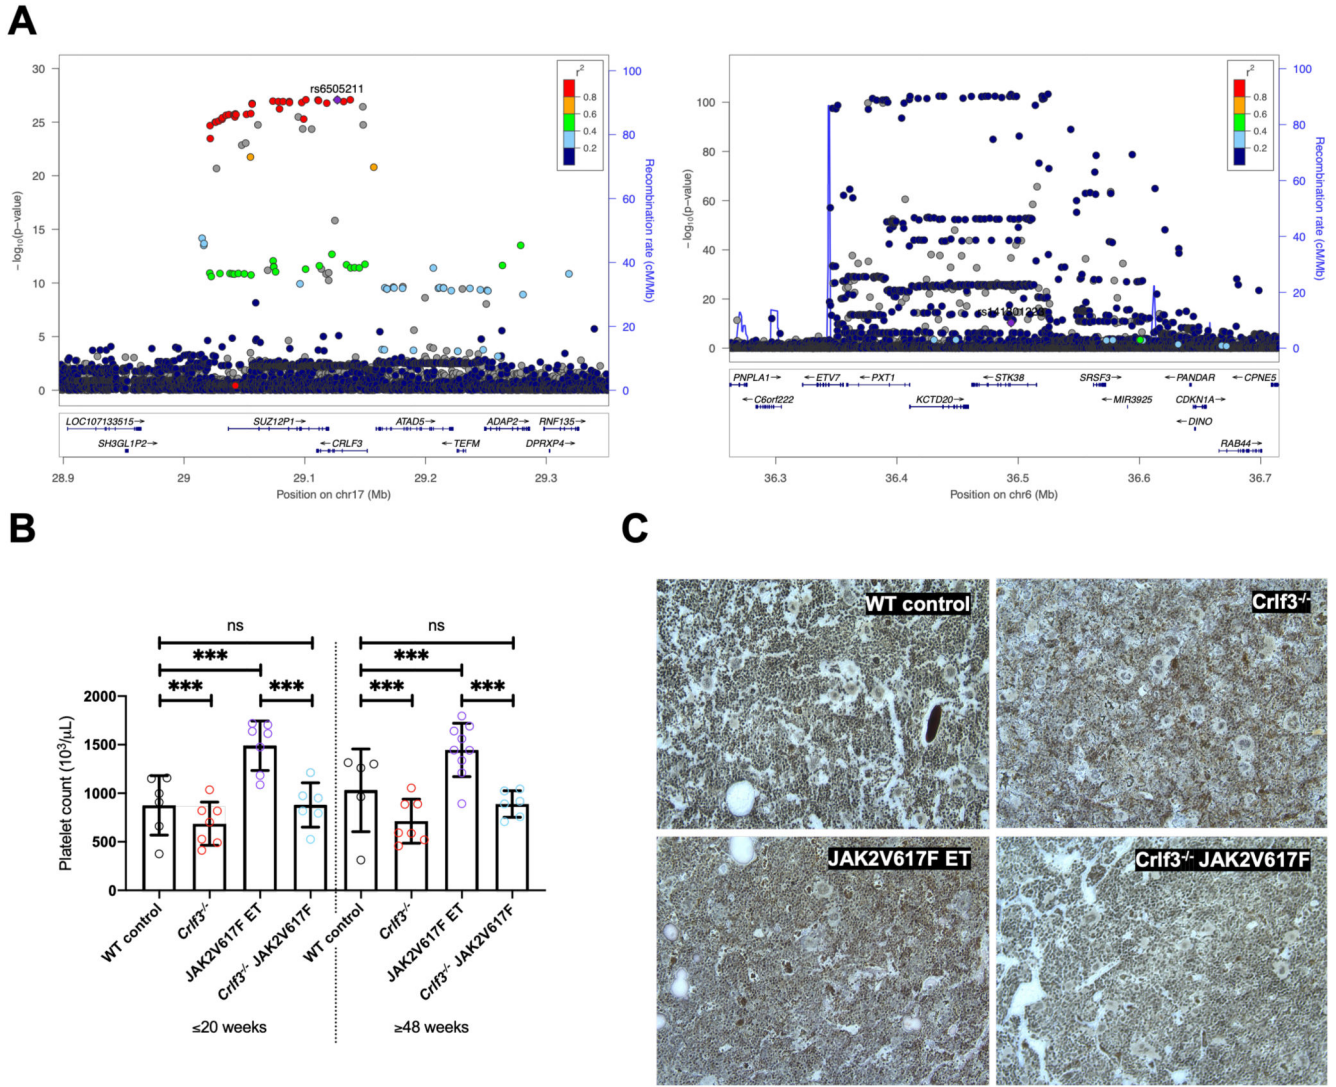 A
rs6505211
r²
0.8
0.6
0.4
0.2
30
25
20
15
10
5
0
− log₁₀(p−value)
100
80
60
40
20
0
Recombination rate (cM/Mb)
LOC107133515→
SUZ12P1→
ATAD5→
ADAP2→
RNF135→
SH3GL1P2→
←CRLF3
←TEFM
DPRXP4→
28.9
29
29.1
29.2
29.3
Position on chr17 (Mb)
r²
0.8
0.6
0.4
0.2
100
80
60
40
20
0
− log₁₀(p−value)
100
80
60
40
20
0
Recombination rate (cM/Mb)
PNPLA1→
←ETV7
←PXT1
←STK38
SRSF3→
←PANDAR
←CPNE5
←C6orf222
KCTD20→
←MIR3925
CDKN1A→
←DINO
RAB44→
36.3
36.4
36.5
36.6
36.7
Position on chr6 (Mb)
B
ns
ns
***
***
***
***
***
***
2000
1500
1000
500
0
Platelet count (10³/μL)
WT control
Crlf3⁻/⁻
JAK2V617F ET
Crlf3⁻/⁻ JAK2V617F
WT control
Crlf3⁻/⁻
JAK2V617F ET
Crlf3⁻/⁻ JAK2V617F
≤20 weeks
≥48 weeks
C
WT control
Crlf3⁻/⁻
JAK2V617F ET
Crlf3⁻/⁻ JAK2V617F